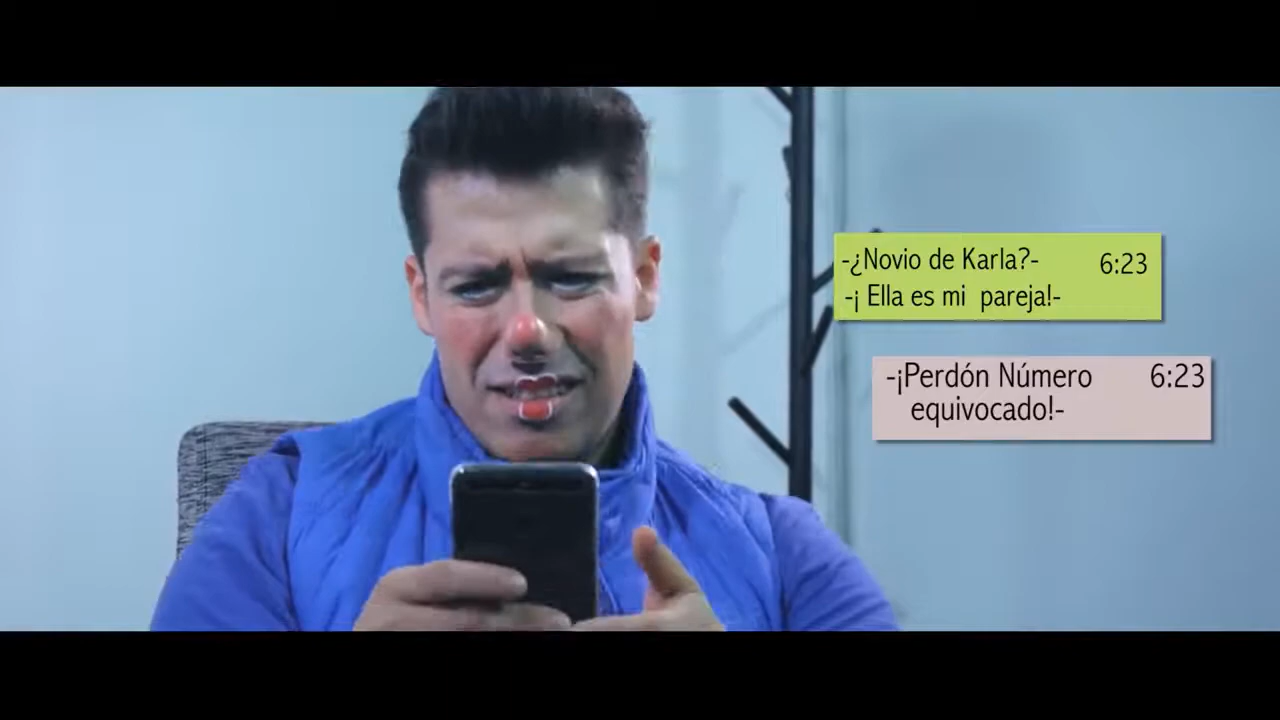 -¿Novio de Karla?- 6:23
-¡ Ella es mi pareja!-
-¡Perdón Número 6:23
equivocado!-